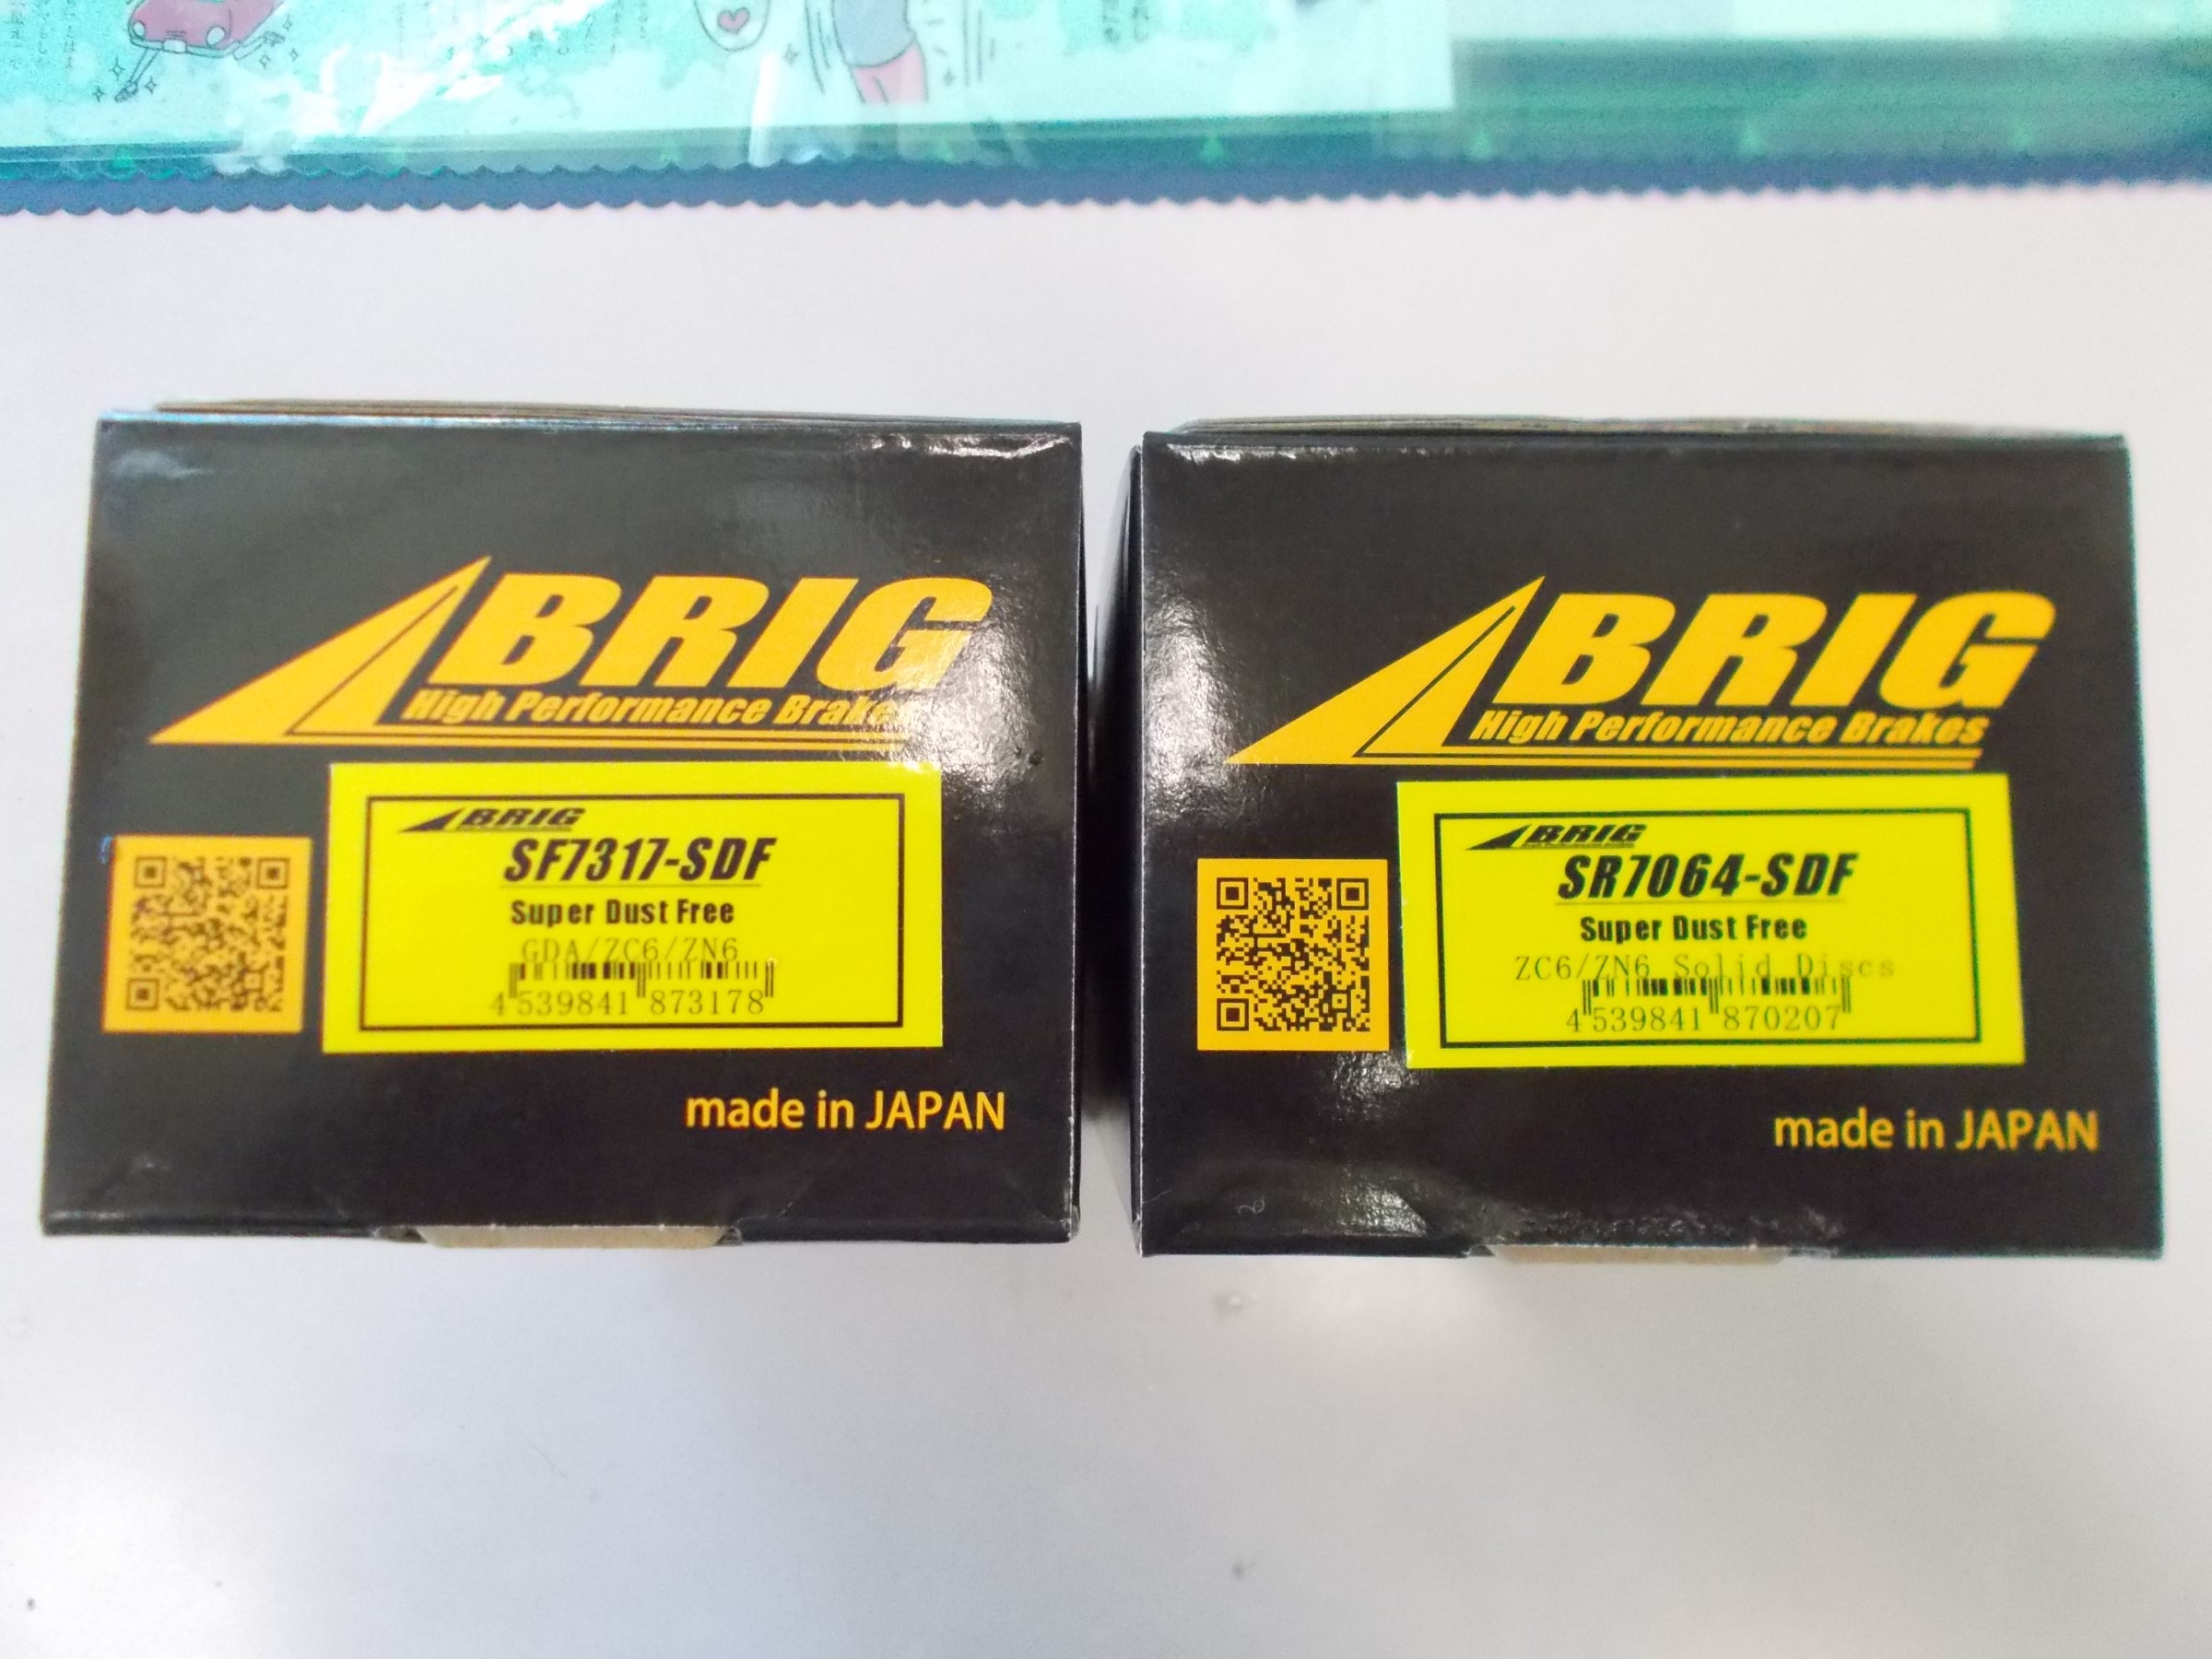 BRIG
High Performance Brakes
BRIG
SF7317-SDF
Super Dust Free
GDA/ZC6/ZN6
4 539841 873178
made in JAPAN
BRIG
High Performance Brakes
BRIG
SR7064-SDF
Super Dust Free
ZC6/ZN6 Solid Discs
4 539841 870207
made in JAPAN